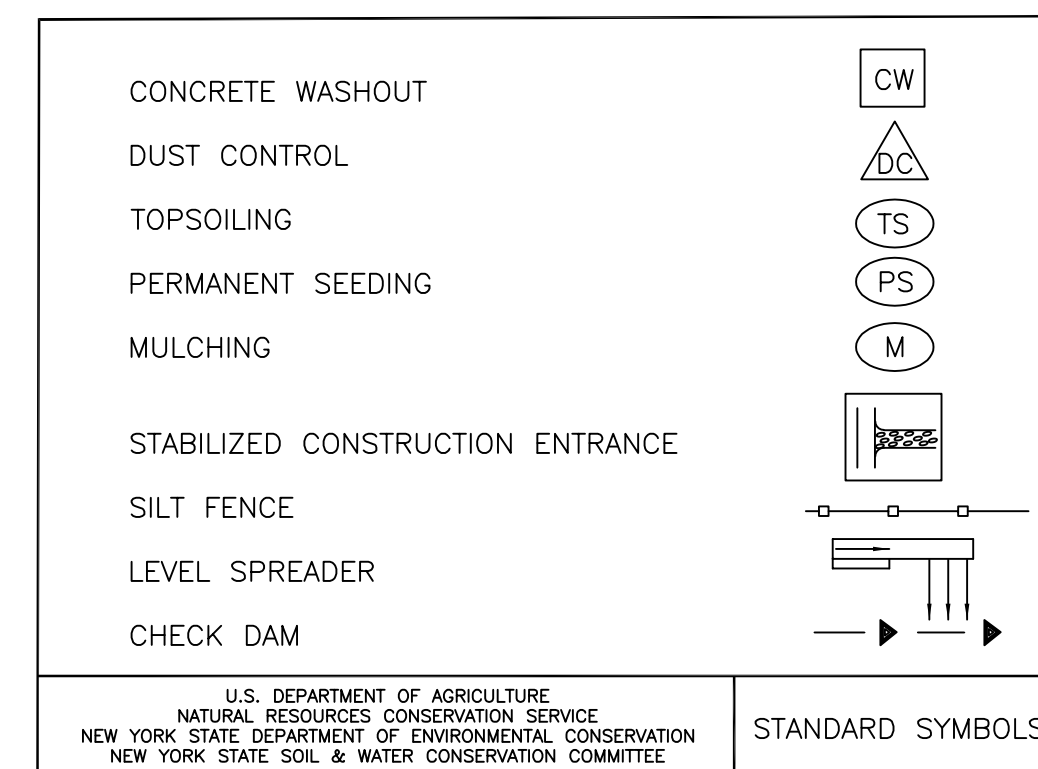 CONCRETE WASHOUT CW
DUST CONTROL DC
TOPSOILING TS
PERMANENT SEEDING PS
MULCHING M
STABILIZED CONSTRUCTION ENTRANCE
SILT FENCE
LEVEL SPREADER
CHECK DAM
U.S. DEPARTMENT OF AGRICULTURE
NATURAL RESOURCES CONSERVATION SERVICE
NEW YORK STATE DEPARTMENT OF ENVIRONMENTAL CONSERVATION
NEW YORK STATE SOIL & WATER CONSERVATION COMMITTEE
STANDARD SYMBOLS